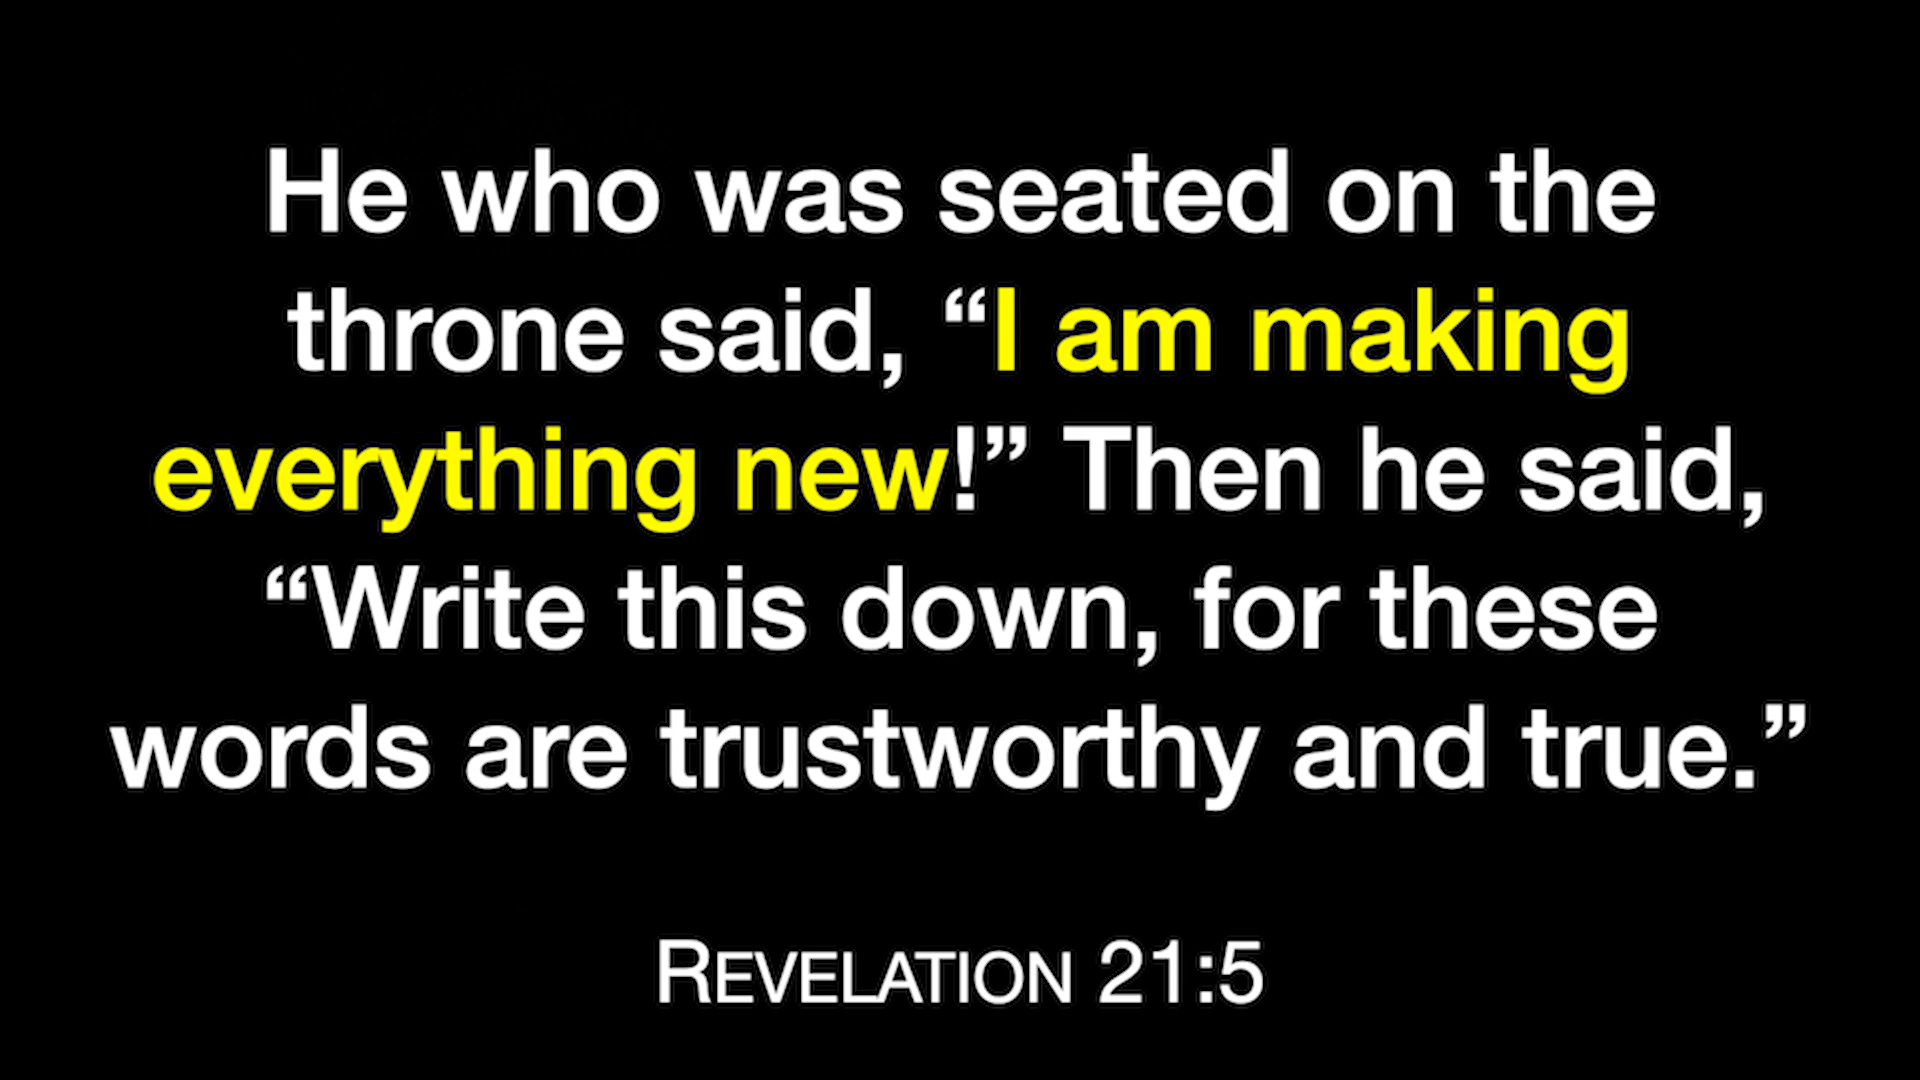 He who was seated on the
throne said, “I am making
everything new!” Then he said,
“Write this down, for these
words are trustworthy and true.”
REVELATION 21:5